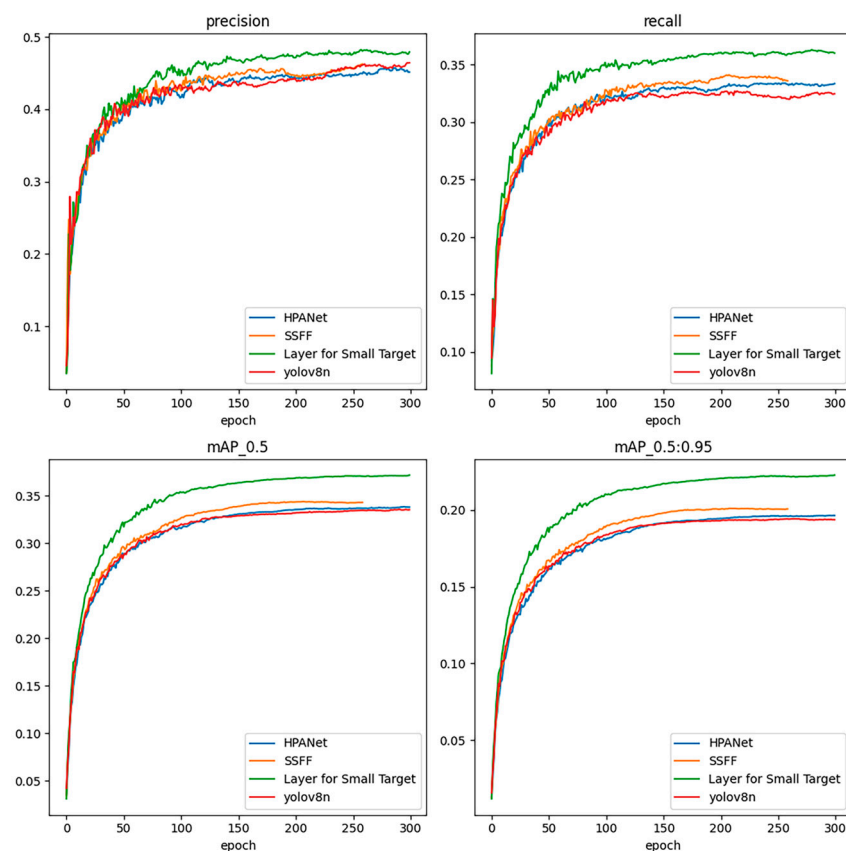 precision
0.5
0.4
0.3
0.2
0.1
HPANet
SSFF
Layer for Small Target
yolov8n
0 50 100 150 200 250 300
epoch
recall
0.35
0.30
0.25
0.20
0.15
0.10
HPANet
SSFF
Layer for Small Target
yolov8n
0 50 100 150 200 250 300
epoch
mAP_0.5
0.35
0.30
0.25
0.20
0.15
0.10
0.05
HPANet
SSFF
Layer for Small Target
yolov8n
0 50 100 150 200 250 300
epoch
mAP_0.5:0.95
0.20
0.15
0.10
0.05
0.00
HPANet
SSFF
Layer for Small Target
yolov8n
0 50 100 150 200 250 300
epoch